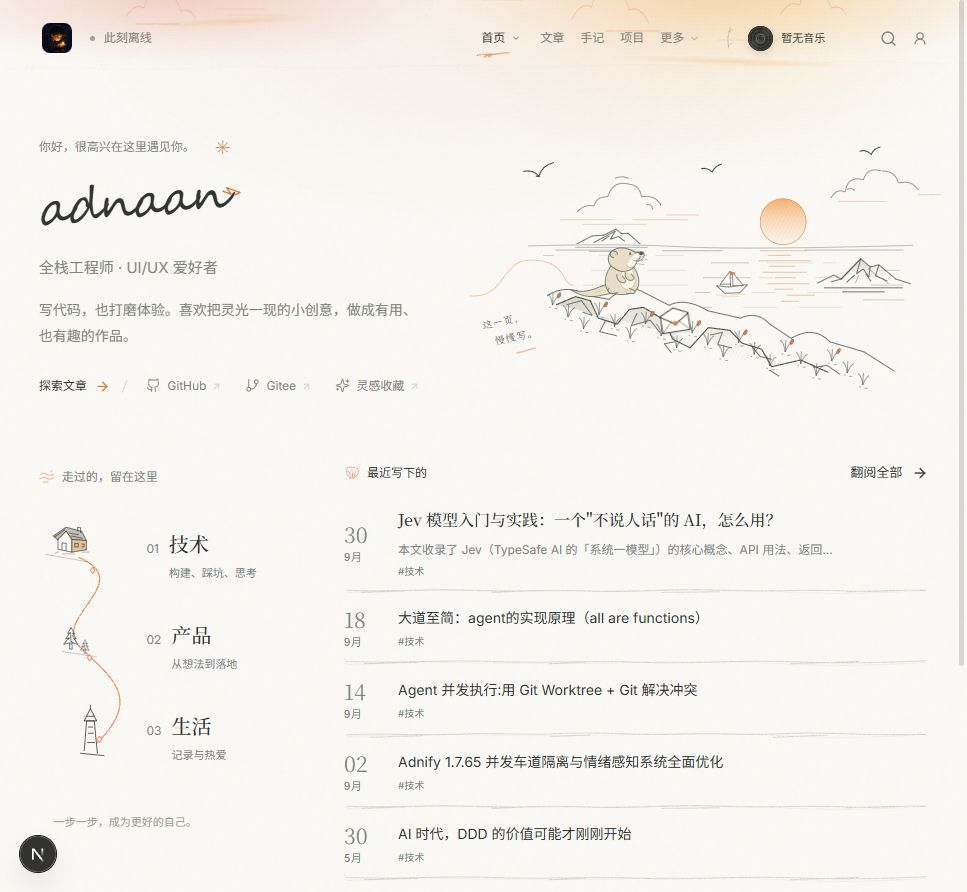 此刻离线
首页 文章 手记 项目 更多 暂无音乐
你好，很高兴在这里遇见你。
adnaan
全栈工程师 · UI/UX 爱好者
写代码，也打磨体验。喜欢把灵光一现的小创意，做成有用、
也有趣的作品。
探索文章 → / GitHub ↗ Gitee ↗ 灵感收藏 ↗
这一页，
慢慢写。
走过的，留在这里
01 技术
构建、踩坑、思考
02 产品
从想法到落地
03 生活
记录与热爱
一步一步，成为更好的自己。
N
最近写下的
翻阅全部 →
30
9月
Jev 模型入门与实践：一个"不说人话"的 AI，怎么用？
本文收录了 Jev（TypeSafe AI 的「系统一模型」）的核心概念、API 用法、返回...
#技术
18
9月
大道至简：agent的实现原理（all are functions）
#技术
14
9月
Agent 并发执行:用 Git Worktree + Git 解决冲突
#技术
02
9月
Adnify 1.7.65 并发车道隔离与情绪感知系统全面优化
#技术
30
5月
AI 时代，DDD 的价值可能才刚刚开始
#技术